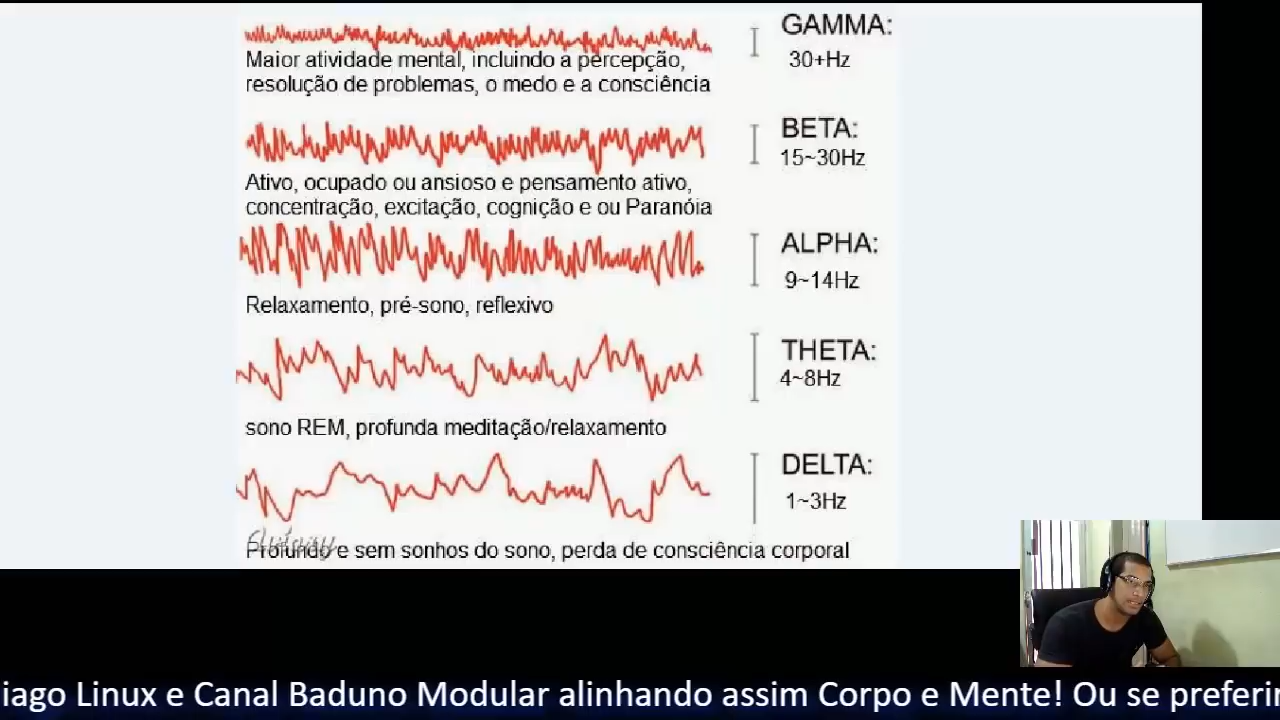 GAMMA:
30+Hz
Maior atividade mental, incluindo a percepção,
resolução de problemas, o medo e a consciência
BETA:
15~30Hz
Ativo, ocupado ou ansioso e pensamento ativo,
concentração, excitação, cognição e ou Paranóia
ALPHA:
9~14Hz
Relaxamento, pré-sono, reflexivo
THETA:
4~8Hz
sono REM, profunda meditação/relaxamento
DELTA:
1~3Hz
Profundo e sem sonhos do sono, perda de consciência corporal
iago Linux e Canal Baduno Modular alinhando assim Corpo e Mente! Ou se preferir